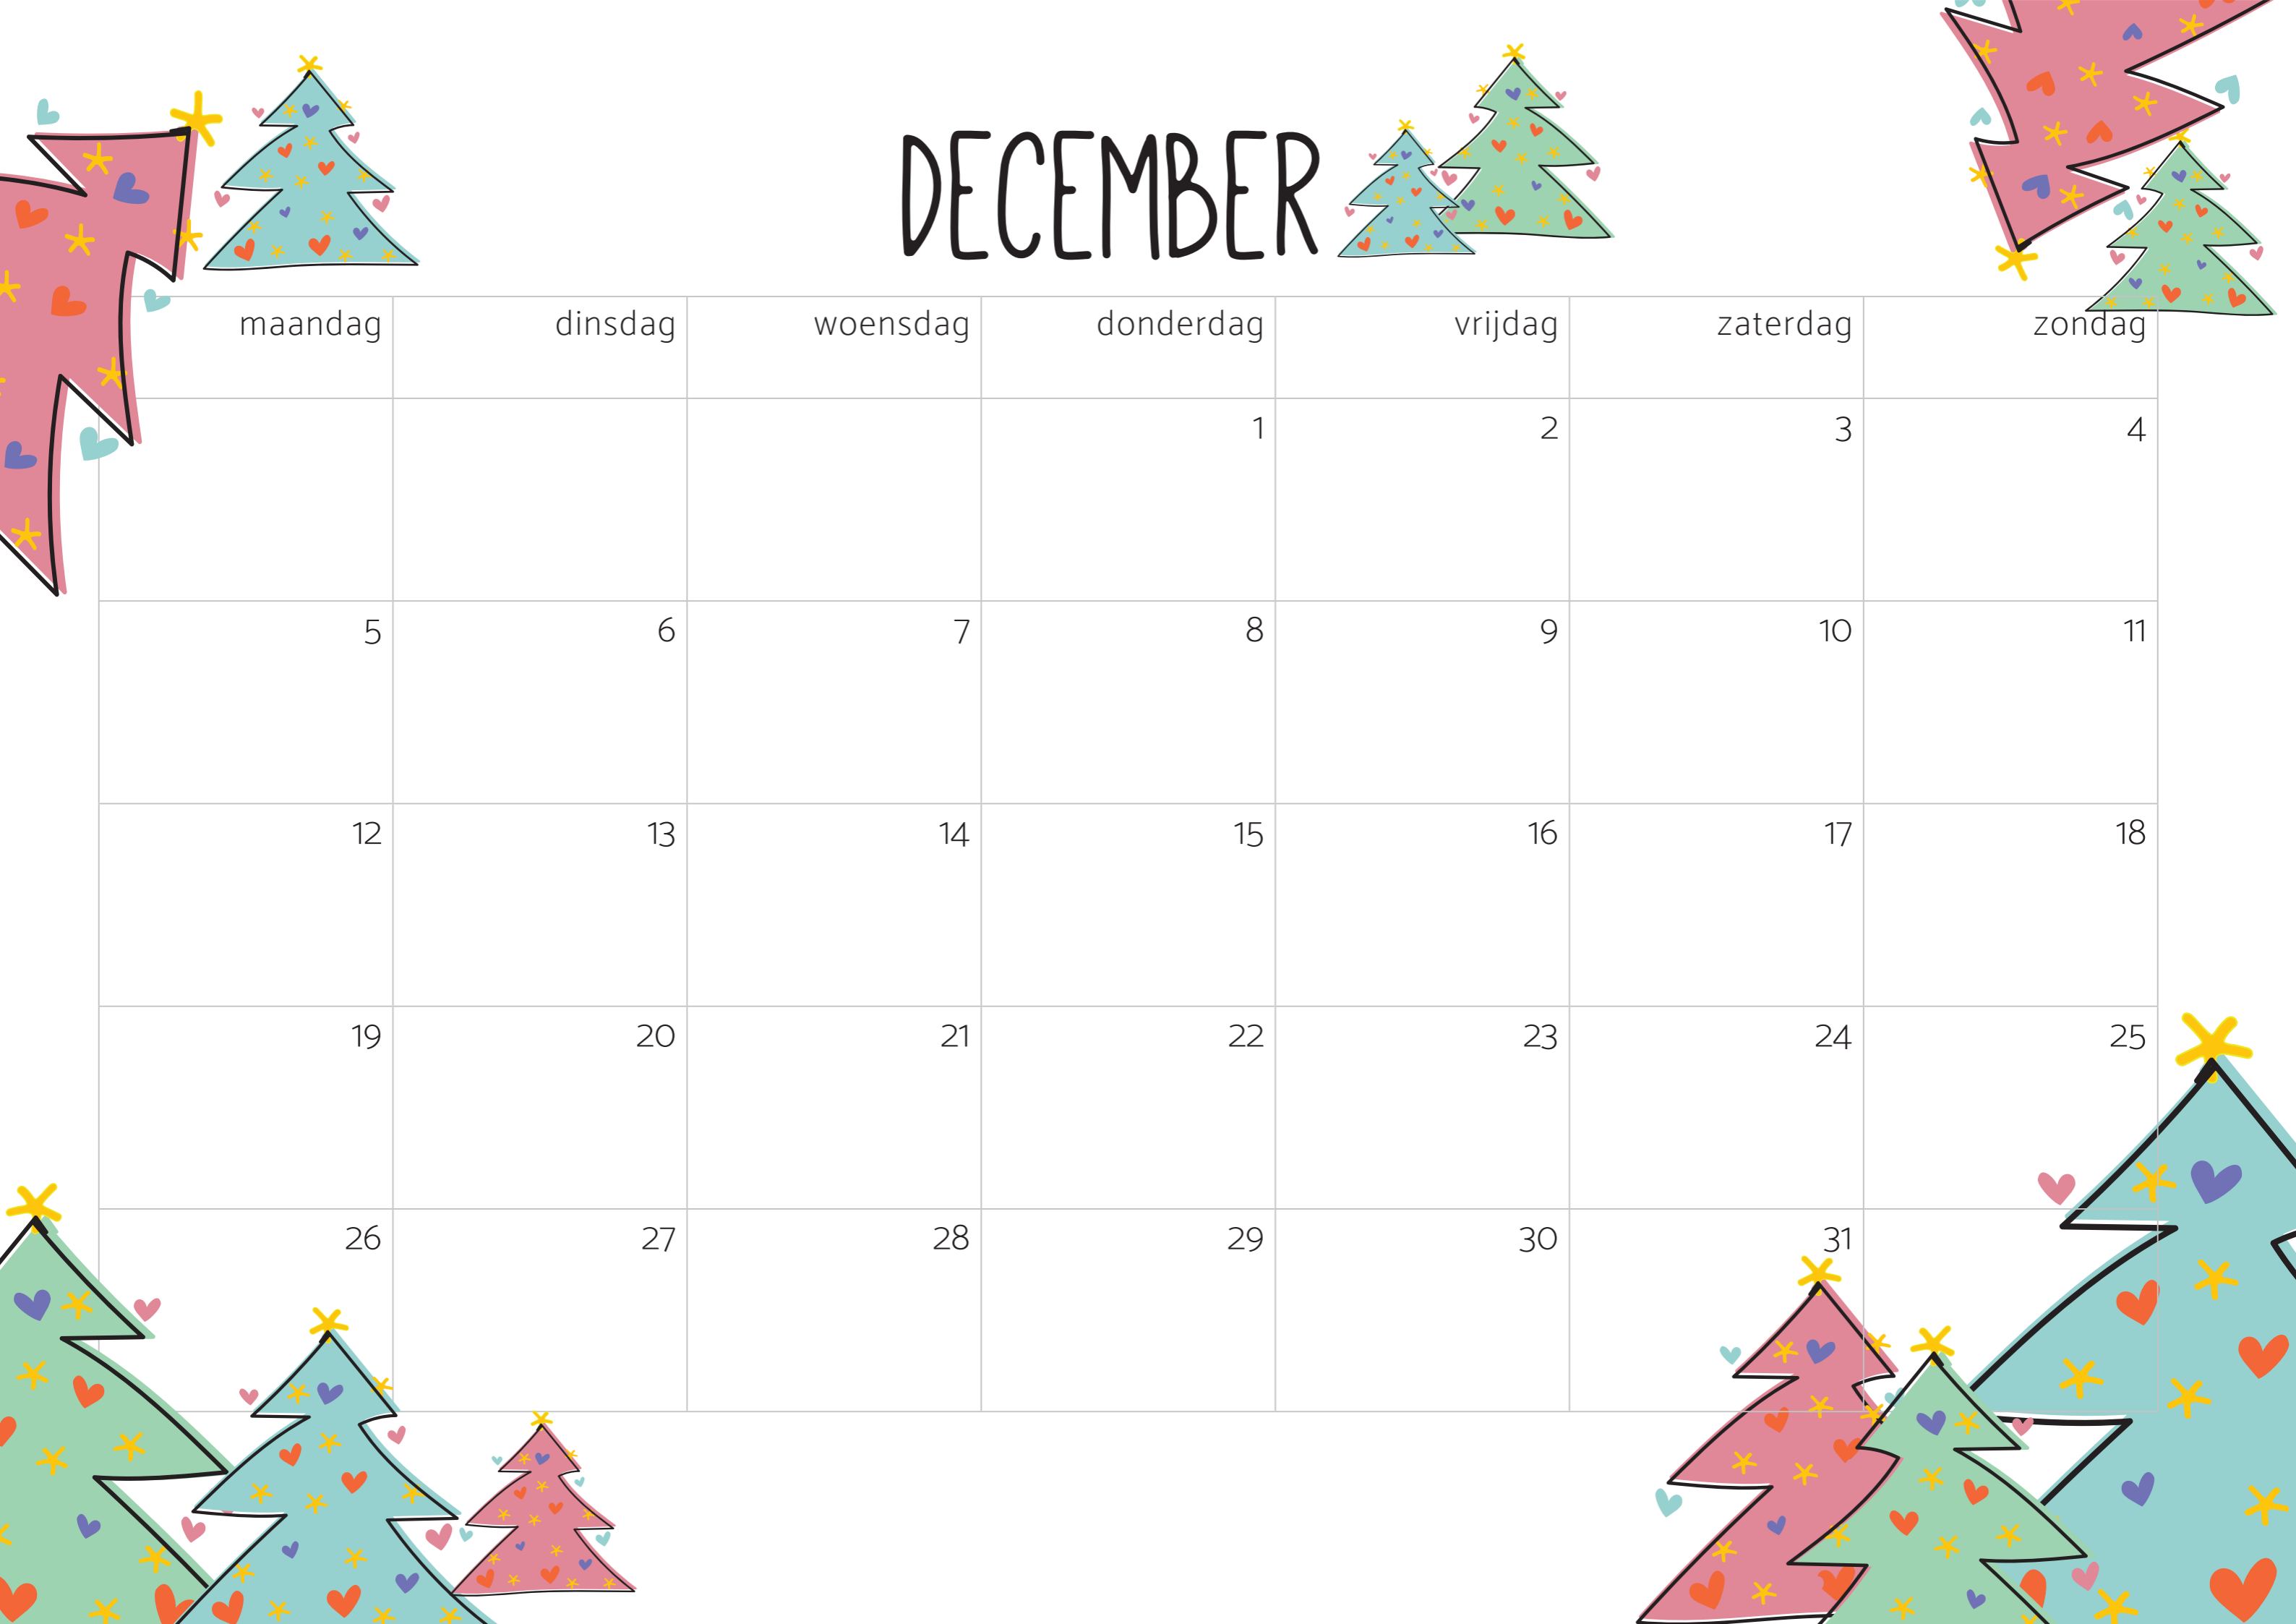 DECEMBER
maandag dinsdag woensdag donderdag vrijdag zaterdag zondag
1 2 3 4
5 6 7 8 9 10 11
12 13 14 15 16 17 18
19 20 21 22 23 24 25
26 27 28 29 30 31